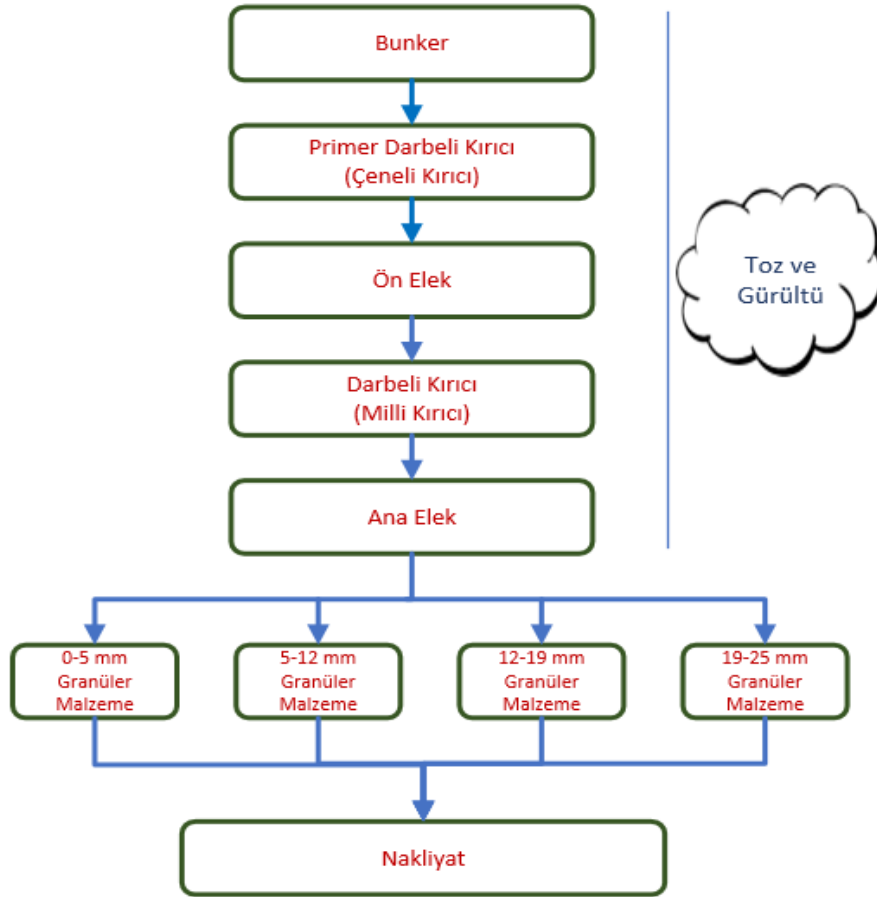 Bunker
Primer Darbeli Kırıcı
(Çeneli Kırıcı)
Ön Elek
Darbeli Kırıcı
(Milli Kırıcı)
Ana Elek
Toz ve
Gürültü
0-5 mm
Granüler
Malzeme
5-12 mm
Granüler
Malzeme
12-19 mm
Granüler
Malzeme
19-25 mm
Granüler
Malzeme
Nakliyat